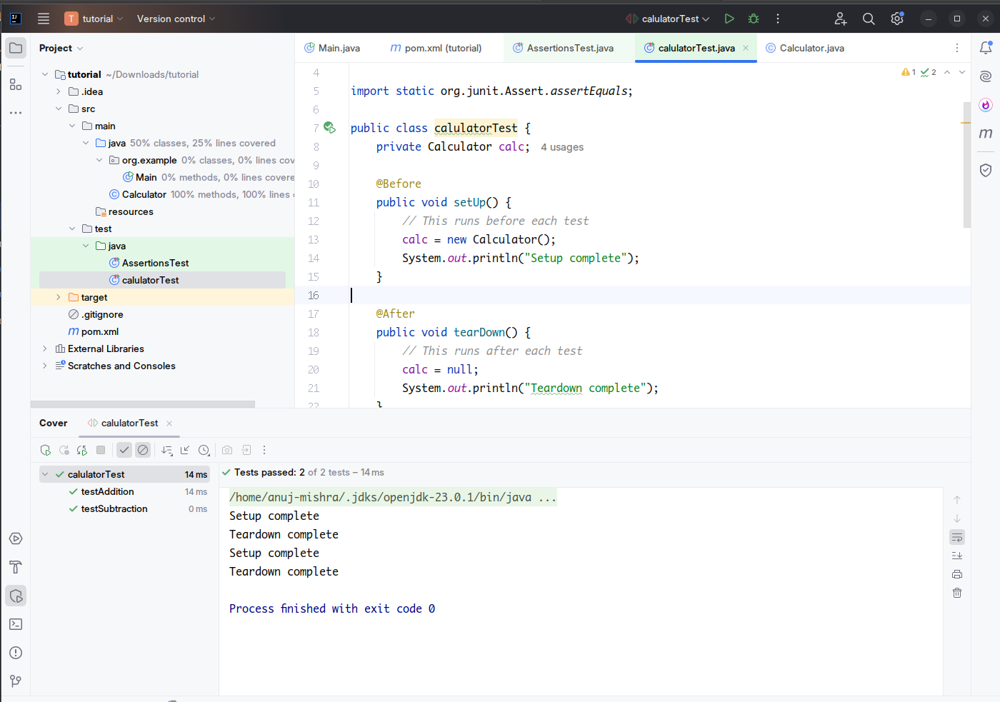 IJ
T tutorial Version control calulatorTest
Project
Main.java pom.xml (tutorial) AssertionsTest.java calulatorTest.java Calculator.java
tutorial ~/Downloads/tutorial
.idea
src
main
java 50% classes, 25% lines covered
org.example 0% classes, 0% lines cov
Main 0% methods, 0% lines covere
Calculator 100% methods, 100% lines
resources
test
java
AssertionsTest
calulatorTest
target
.gitignore
m pom.xml
External Libraries
Scratches and Consoles
1 2
4
5 import static org.junit.Assert.assertEquals;
6
7 public class calulatorTest {
8 private Calculator calc; 4 usages
9
10 @Before
11 public void setUp() {
12 // This runs before each test
13 calc = new Calculator();
14 System.out.println("Setup complete");
15 }
16
17 @After
18 public void tearDown() {
19 // This runs after each test
20 calc = null;
21 System.out.println("Teardown complete");
22 }
Cover calulatorTest
calulatorTest 14 ms
testAddition 14 ms
testSubtraction 0 ms
Tests passed: 2 of 2 tests – 14 ms
/home/anuj-mishra/.jdks/openjdk-23.0.1/bin/java ...
Setup complete
Teardown complete
Setup complete
Teardown complete
Process finished with exit code 0